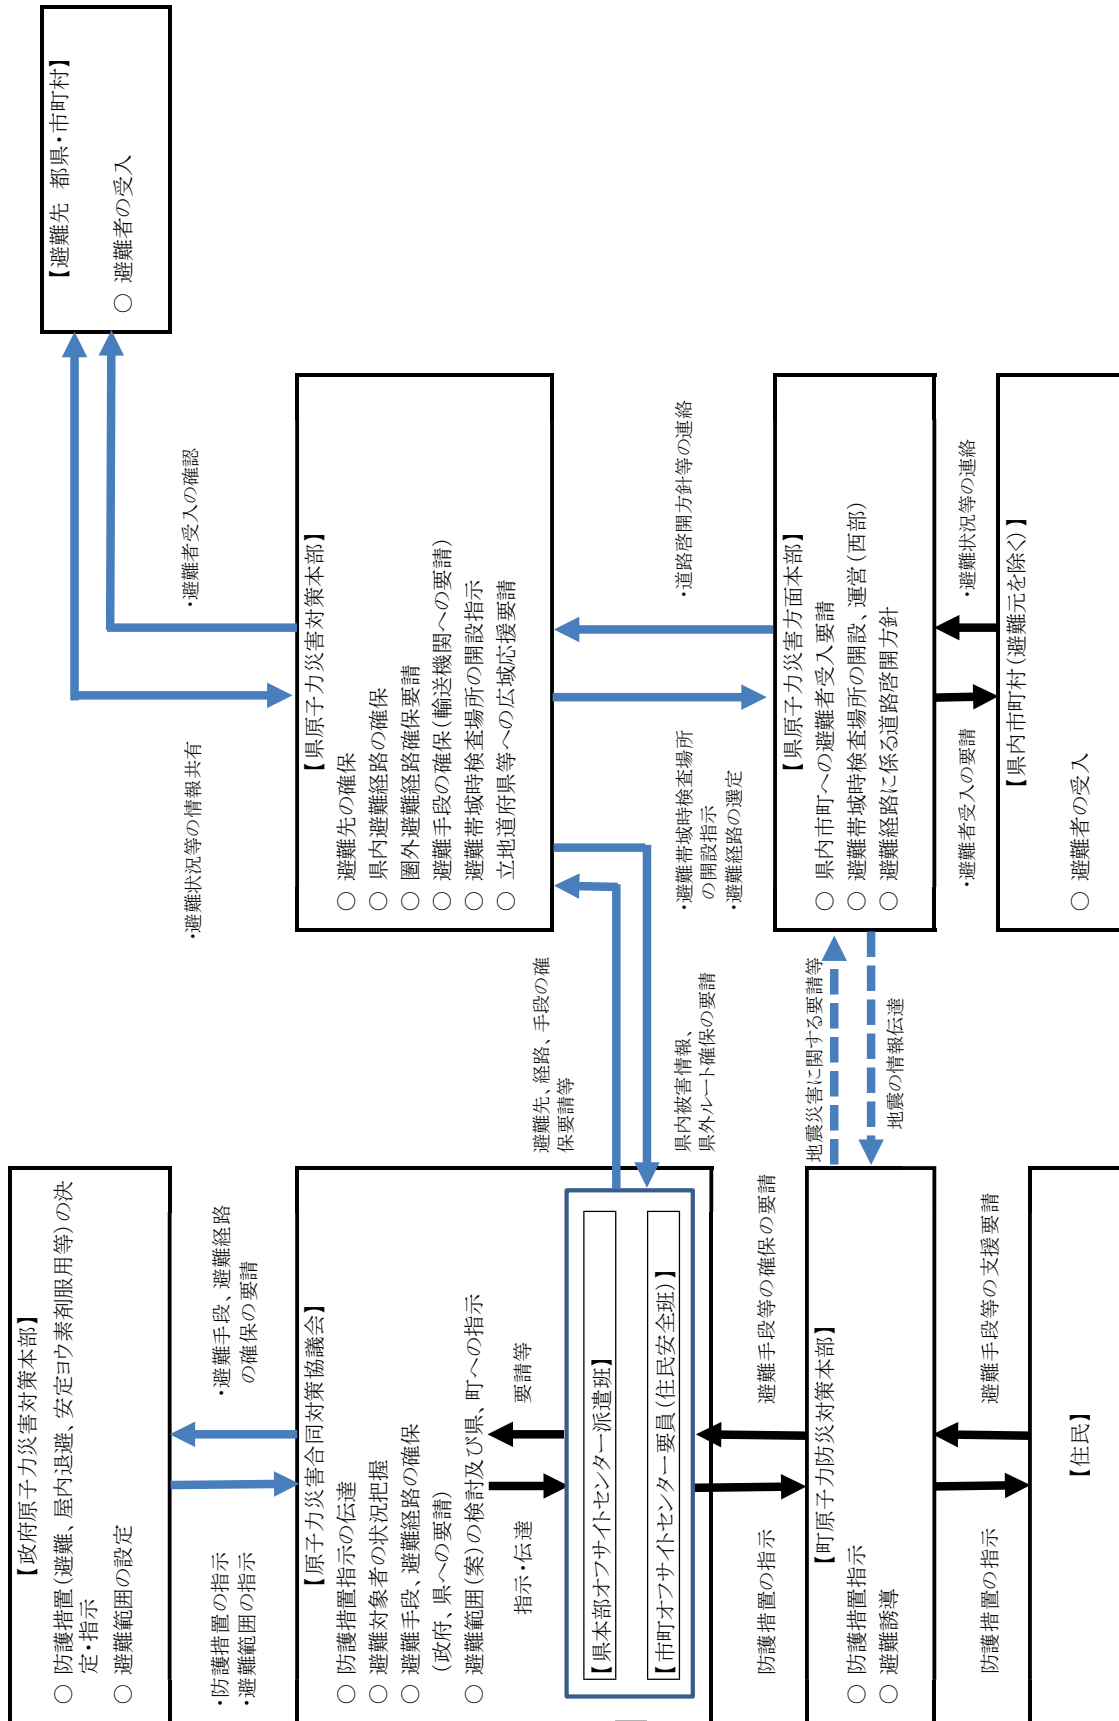 【政府原子力災害対策本部】
○ 防護措置(避難、屋内退避、安定ヨウ素剤服用等)の決
定・指示
○ 避難範囲の設定
・防護措置の指示
・避難範囲の指示
・避難手段、避難経路
の確保の要請
【原子力災害合同対策協議会】
○ 防護措置指示の伝達
○ 避難対象者の状況把握
○ 避難手段、避難経路の確保
(政府、県への要請)
○ 避難範囲(案)の検討及び県、町への指示
指示・伝達
要請等
【県本部オフサイトセンター派遣班】
【市町オフサイトセンター要員(住民安全班)】
防護措置の指示
避難手段等の確保の要請
【町原子力防災対策本部】
○ 防護措置指示
○ 避難誘導
防護措置の指示
避難手段等の支援要請
【住民】
【避難先 都県・市町村】
○ 避難者の受入
・避難状況等の情報共有
・避難者受入の確認
【県原子力災害対策本部】
○ 避難先の確保
○ 県内避難経路の確保
○ 圏外避難経路確保要請
○ 避難手段の確保(輸送機関への要請)
○ 避難帯域時検査場所の開設指示
○ 立地道府県等への広域応援要請
避難先、経路、手段の確
保要請等
県内被害情報、
県外ルート確保の要請
・避難帯域時検査場所
の開設指示
・避難経路の選定
・道路啓開方針等の連絡
【県原子力災害方面本部】
○ 県内市町への避難者受入要請
○ 避難帯域時検査場所の開設、運営(西部)
○ 避難経路に係る道路啓開方針
地震災害に関する要請等
地震の情報伝達
・避難者受入の要請
・避難状況等の連絡
【県内市町村(避難元を除く)】
○ 避難者の受入